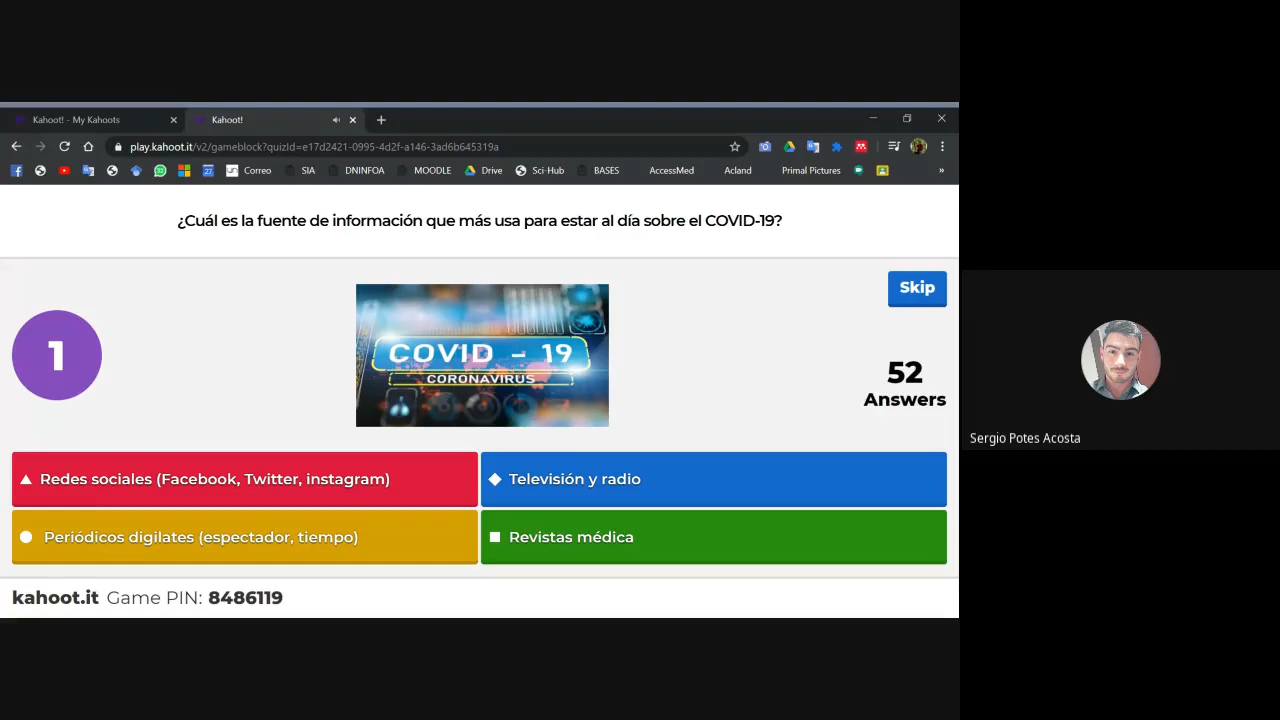 Kahoot! - My Kahoots
Kahoot!
play.kahoot.it/v2/gameblock?quizId=e17d2421-0995-4d2f-a146-3ad6b645319a
Correo
SIA
DNINFOA
MOODLE
Drive
Sci-Hub
BASES
AccessMed
Acland
Primal Pictures
»
¿Cuál es la fuente de información que más usa para estar al día sobre el COVID-19?
Skip
1
COVID - 19
CORONAVIRUS
52
Answers
Redes sociales (Facebook, Twitter, instagram)
Televisión y radio
Periódicos digilates (espectador, tiempo)
Revistas médica
kahoot.it Game PIN: 8486119
Sergio Potes Acosta